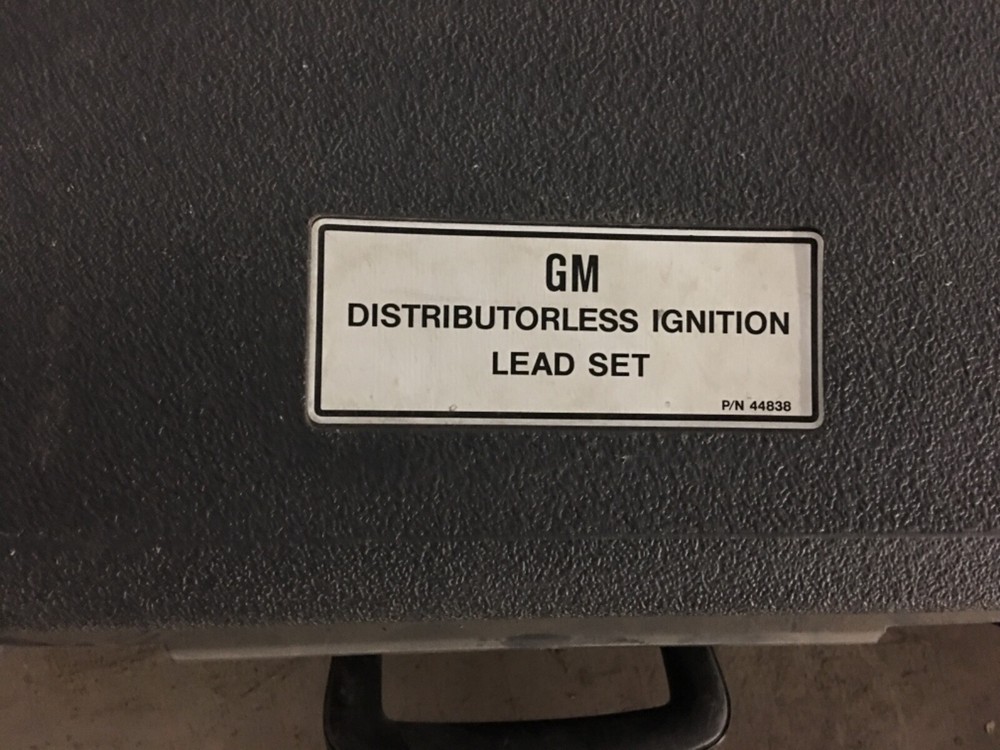 GM
DISTRIBUTORLESS IGNITION
LEAD SET
P/N 44838